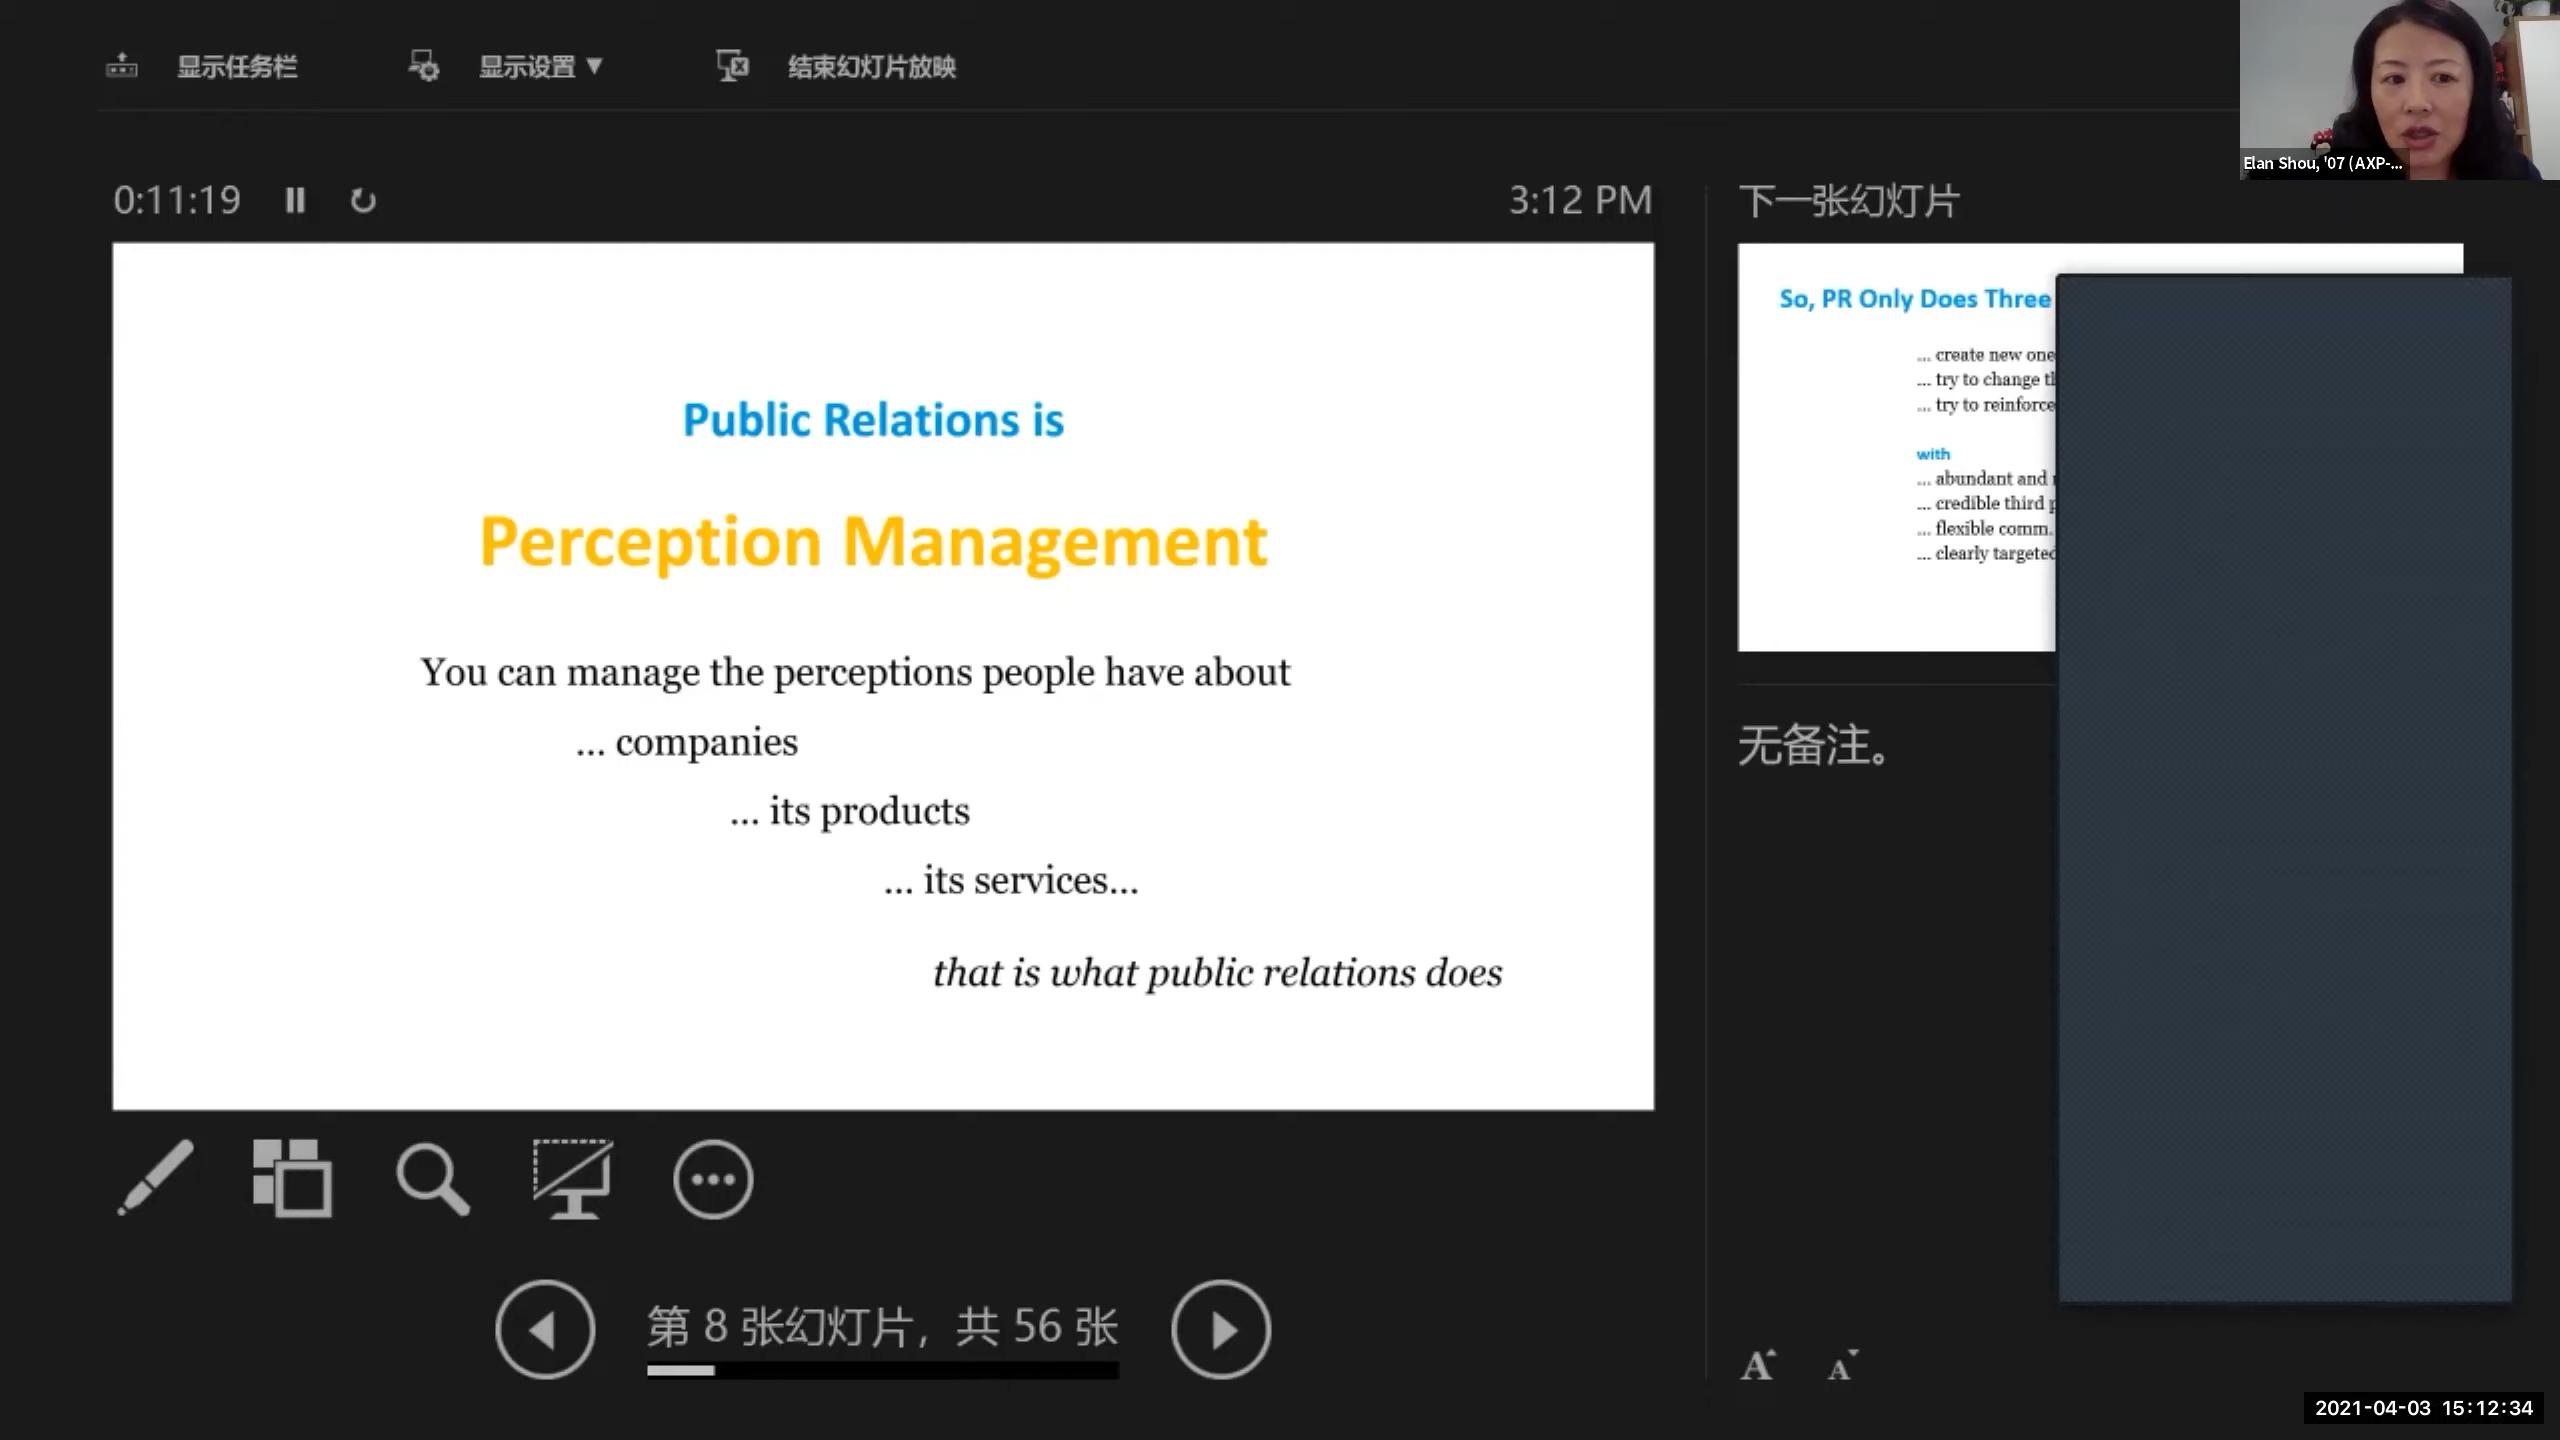 显示任务栏 显示设置 ▼ 结束幻灯片放映
Elan Shou, '07 (AXP-...
0:11:19 3:12 PM
Public Relations is
Perception Management
You can manage the perceptions people have about
... companies
... its products
... its services...
that is what public relations does
第 8 张幻灯片，共 56 张
下一张幻灯片
So, PR Only Does Three
... create new one
... try to change
... try to reinforce
with
... abundant and
... credible third
... flexible comm.
... clearly targeted
无备注。
A A
2021-04-03 15:12:34